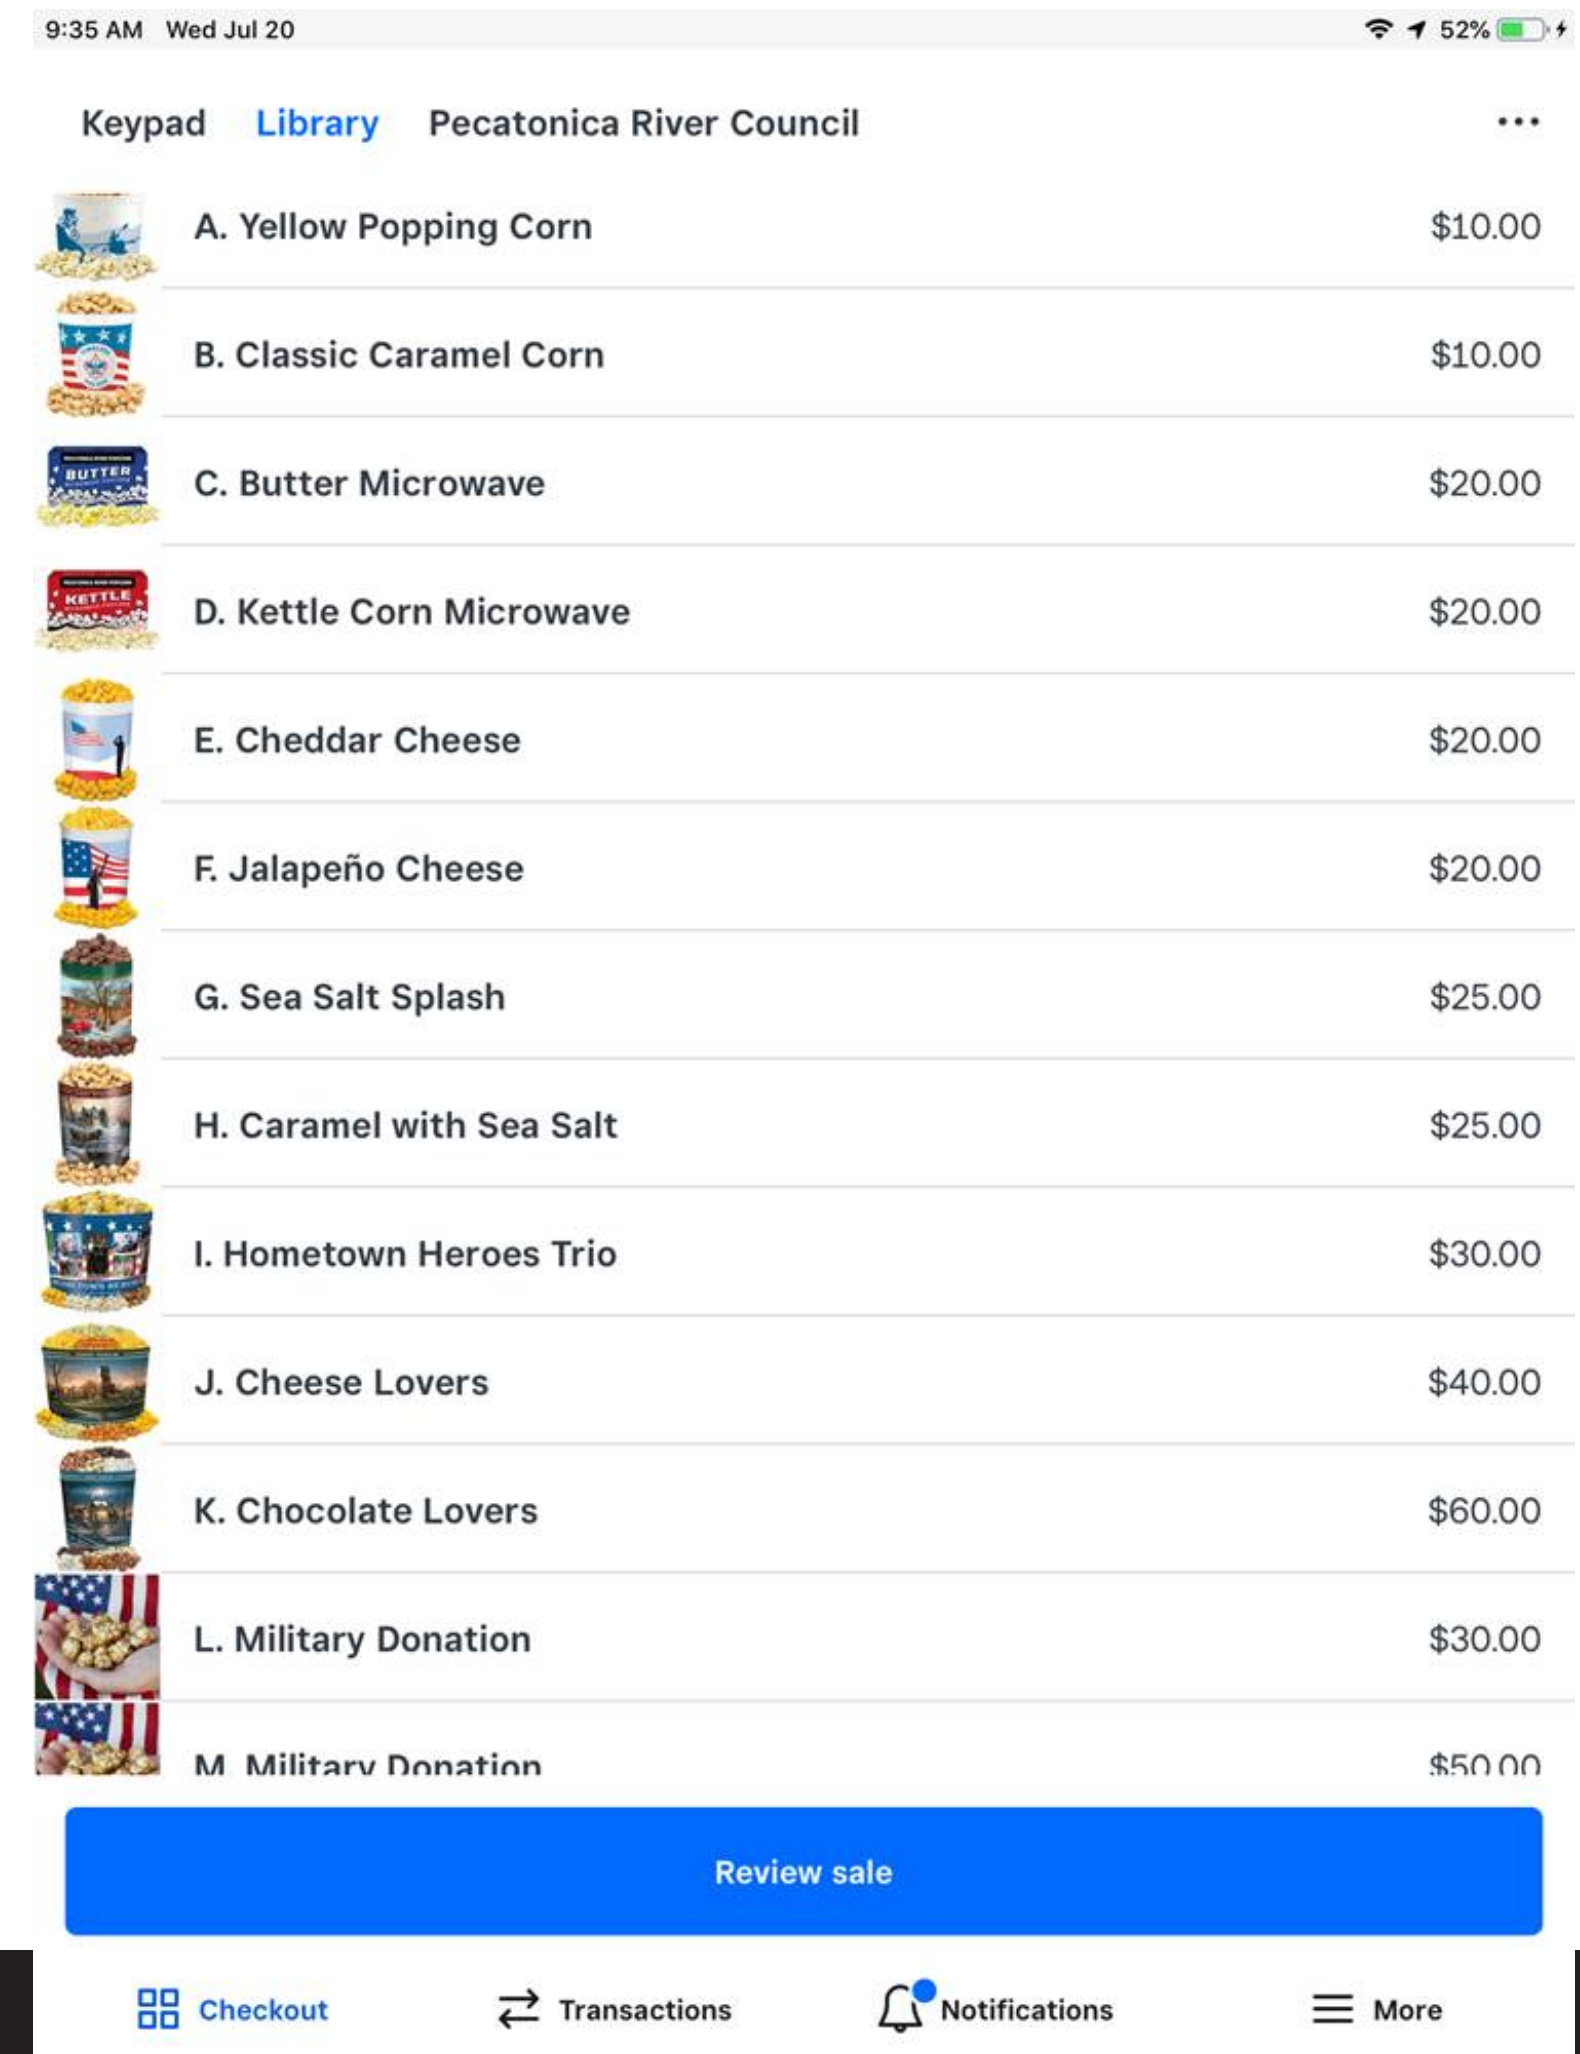 9:35 AM Wed Jul 20 52%
Keypad Library Pecatonica River Council ...
A. Yellow Popping Corn $10.00
B. Classic Caramel Corn $10.00
BUTTER
C. Butter Microwave $20.00
KETTLE
D. Kettle Corn Microwave $20.00
E. Cheddar Cheese $20.00
F. Jalapeño Cheese $20.00
G. Sea Salt Splash $25.00
H. Caramel with Sea Salt $25.00
I. Hometown Heroes Trio $30.00
J. Cheese Lovers $40.00
K. Chocolate Lovers $60.00
L. Military Donation $30.00
M. Military Donation $50.00
Review sale
Checkout Transactions Notifications More